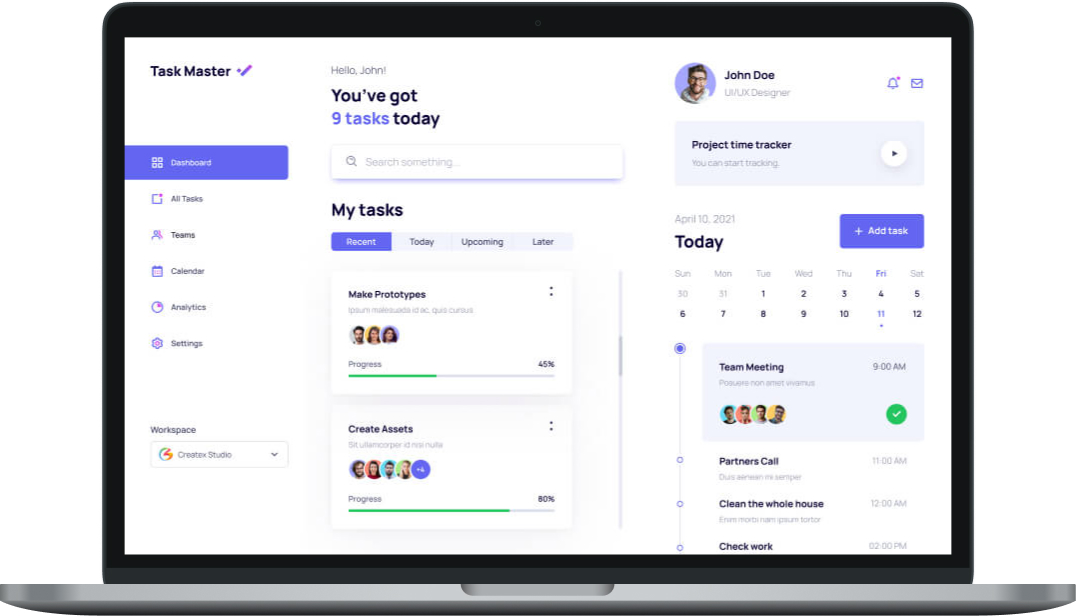 Task Master
Dashboard
All Tasks
Teams
Calendar
Analytics
Settings
Workspace
Createx Studio
Hello, John!
You've got
9 tasks today
Search something...
My tasks
Recent Today Upcoming Later
Make Prototypes
Ipsum malesuada id ac, quis cursus
Progress 45%
Create Assets
Sit ullamcorper id nisi nulla
+4
Progress 80%
John Doe
UI/UX Designer
Project time tracker
You can start tracking.
April 10, 2021
Today
+ Add task
Sun Mon Tue Wed Thu Fri Sat
30 31 1 2 3 4 5
6 7 8 9 10 11 12
Team Meeting 9:00 AM
Posuere non amet vivamus
Partners Call 11:00 AM
Duis aenean mi semper
Clean the whole house 12:00 AM
Enim morbi nam ipsum tortor
Check work 02:00 PM